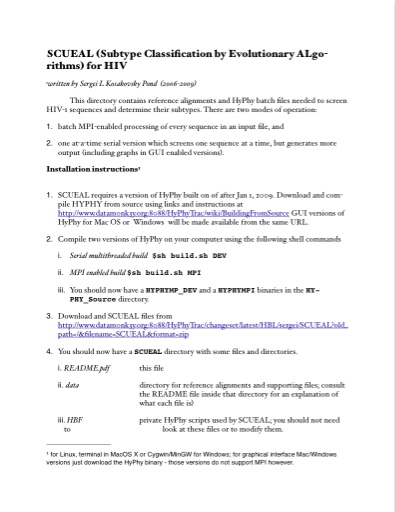 SCUEAL (Subtype Classification by Evolutionary ALgo-
rithms) for HIV
written by Sergei L Kosakovsky Pond (2006-2009)
This directory contains reference alignments and HyPhy batch files needed to screen
HIV-1 sequences and determine their subtypes. There are two modes of operation:
1. batch MPI-enabled processing of every sequence in an input file, and
2. one at-a-time serial version which screens one sequence at a time, but generates more
output (including graphs in GUI enabled versions).
Installation instructions¹
1. SCUEAL requires a version of HyPhy built on of after Jan 1, 2009. Download and com-
pile HYPHY from source using links and instructions at
http://www.datamonk3y.org:8088/HyPhyTrac/wiki/BuildingFromSource GUI versions of
HyPhy for Mac OS or Windows will be made available from the same URL.
2. Compile two versions of HyPhy on your computer using the following shell commands
i. Serial multithreaded build $sh build.sh DEV
ii. MPI enabled build $sh build.sh MPI
iii. You should now have a HYPHYMP_DEV and a HYPHYMPI binaries in the HY-
PHY_Source directory.
3. Download and SCUEAL files from
http://www.datamonk3y.org:8088/HyPhyTrac/changeset/latest/HBL/sergei/SCUEAL?old_
path=/&filename=SCUEAL&format=zip
4. You should now have a SCUEAL directory with some files and directories.
i. README.pdf this file
ii. data directory for reference alignments and supporting files; consult
the README file inside that directory for an explanation of
what each file is)
iii. HBF private HyPhy scripts used by SCUEAL; you should not need
to look at these files or to modify them.
¹ for Linux, terminal in MacOS X or Cygwin/MinGW for Windows; for graphical interface Mac/Windows
versions just download the HyPhy binary - those versions do not support MPI however.